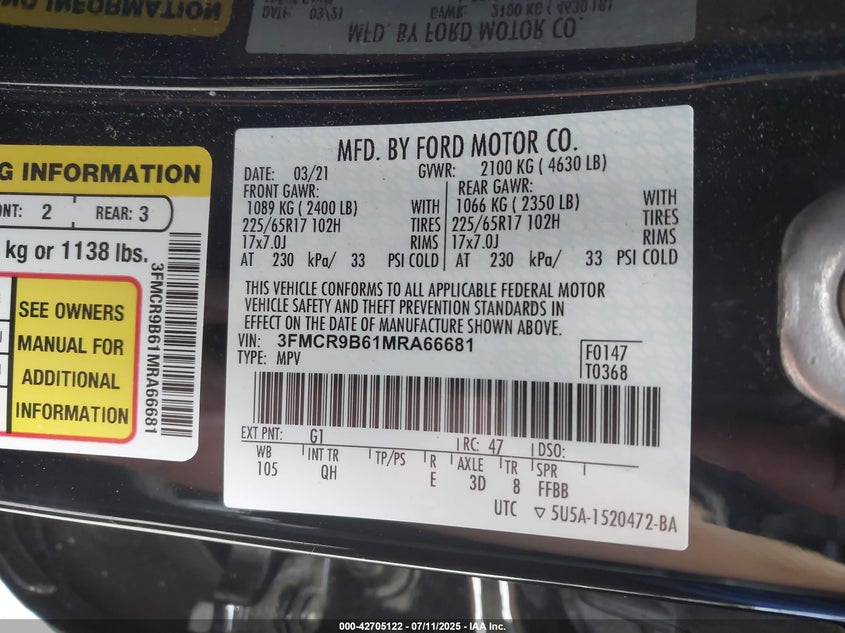 MFD. BY FORD MOTOR CO.
DATE: 03/21 GVWR: 2100 KG ( 4630 LB)
FRONT GAWR: REAR GAWR:
1089 KG ( 2400 LB) WITH 1066 KG ( 2350 LB) WITH
225/65R17 102H TIRES 225/65R17 102H TIRES
17x7.0J RIMS 17x7.0J RIMS
AT 230 kPa/ 33 PSI COLD AT 230 kPa/ 33 PSI COLD
THIS VEHICLE CONFORMS TO ALL APPLICABLE FEDERAL MOTOR
VEHICLE SAFETY AND THEFT PREVENTION STANDARDS IN
EFFECT ON THE DATE OF MANUFACTURE SHOWN ABOVE.
VIN: 3FMCR9B61MRA66681
TYPE: MPV
F0147
T0368
EXT PNT: G1 RC: 47 DSO:
WB INT TR TP/PS R AXLE TR SPR
105 QH E 3D 8 FFBB
UTC ▽ 5U5A-1520472-BA
G INFORMATION
NT: 2 REAR: 3
kg or 1138 lbs.
SEE OWNERS
MANUAL FOR
ADDITIONAL
INFORMATION
3FMCR9B61MRA66681
000-42705122 - 07/11/2025 - IAA Inc.